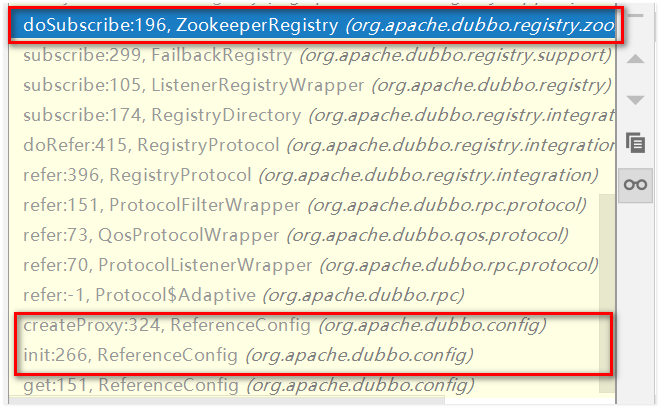 doSubscribe:196, ZookeeperRegistry (org.apache.dubbo.registry.zoo
subscribe:299, FailbackRegistry (org.apache.dubbo.registry.support)
subscribe:105, ListenerRegistryWrapper (org.apache.dubbo.registry)
subscribe:174, RegistryDirectory (org.apache.dubbo.registry.integrat
doRefer:415, RegistryProtocol (org.apache.dubbo.registry.integration
refer:396, RegistryProtocol (org.apache.dubbo.registry.integration)
refer:151, ProtocolFilterWrapper (org.apache.dubbo.rpc.protocol)
refer:73, QosProtocolWrapper (org.apache.dubbo.qos.protocol)
refer:70, ProtocolListenerWrapper (org.apache.dubbo.rpc.protocol)
refer:-1, Protocol$Adaptive (org.apache.dubbo.rpc)
createProxy:324, ReferenceConfig (org.apache.dubbo.config)
init:266, ReferenceConfig (org.apache.dubbo.config)
get:151, ReferenceConfig (org.apache.dubbo.config)